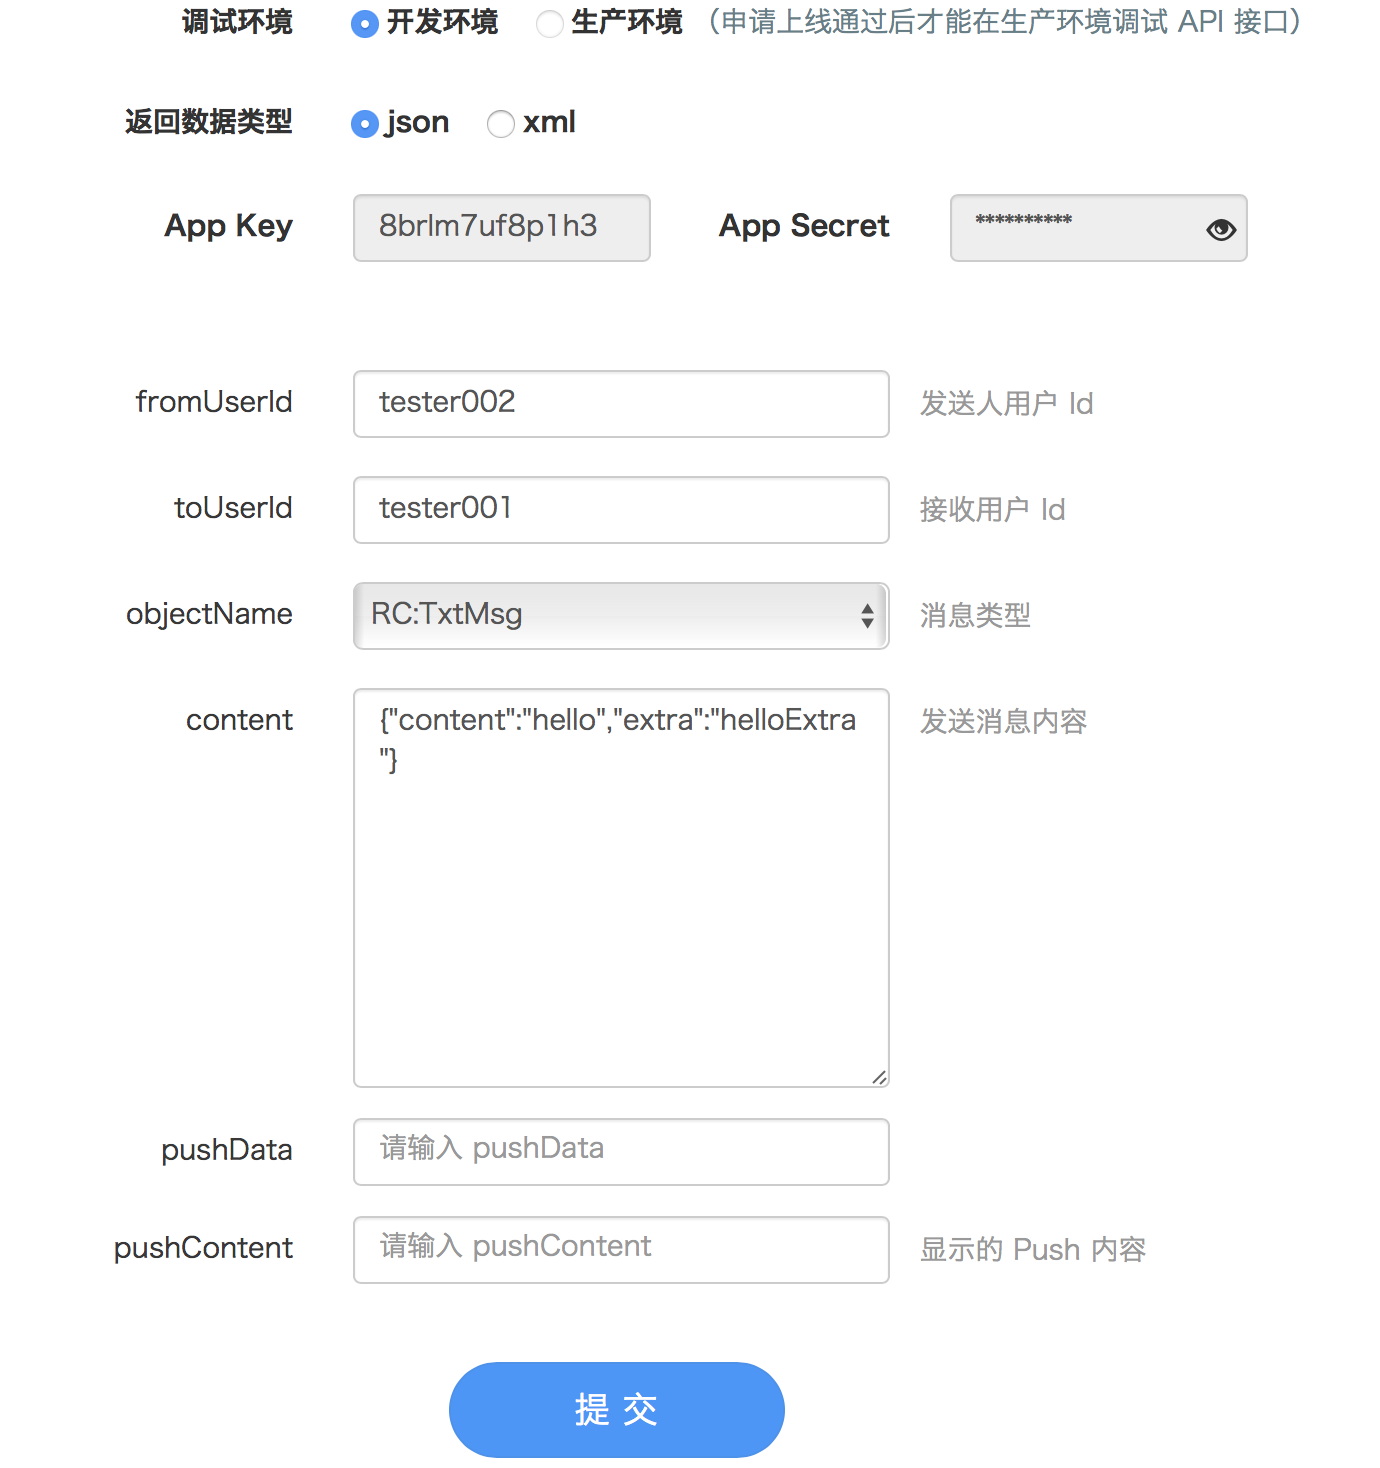 调试环境 开发环境 生产环境 （申请上线通过后才能在生产环境调试 API 接口）
返回数据类型 json xml
App Key 8brlm7uf8p1h3 App Secret **********
fromUserId tester002 发送人用户 Id
toUserId tester001 接收用户 Id
objectName RC:TxtMsg 消息类型
content {"content":"hello","extra":"helloExtra 发送消息内容
"}
pushData 请输入 pushData
pushContent 请输入 pushContent 显示的 Push 内容
提 交